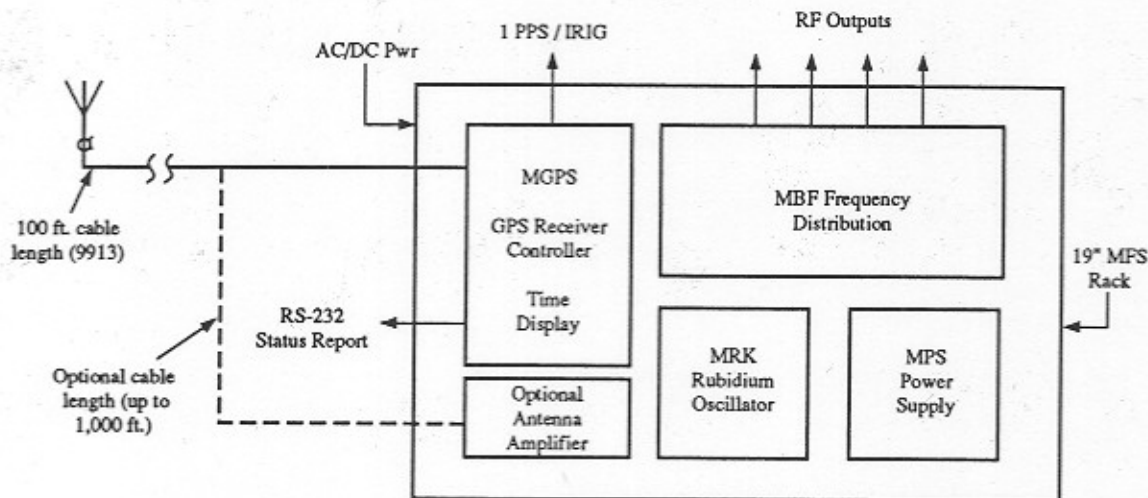 1 PPS / IRIG
RF Outputs
AC/DC Pwr
MGPS
GPS Receiver
Controller
Time
Display
MBF Frequency
Distribution
100 ft. cable
length (9913)
19" MFS
Rack
RS-232
Status Report
MRK
Rubidium
Oscillator
MPS
Power
Supply
Optional cable
length (up to
1,000 ft.)
Optional
Antenna
Amplifier